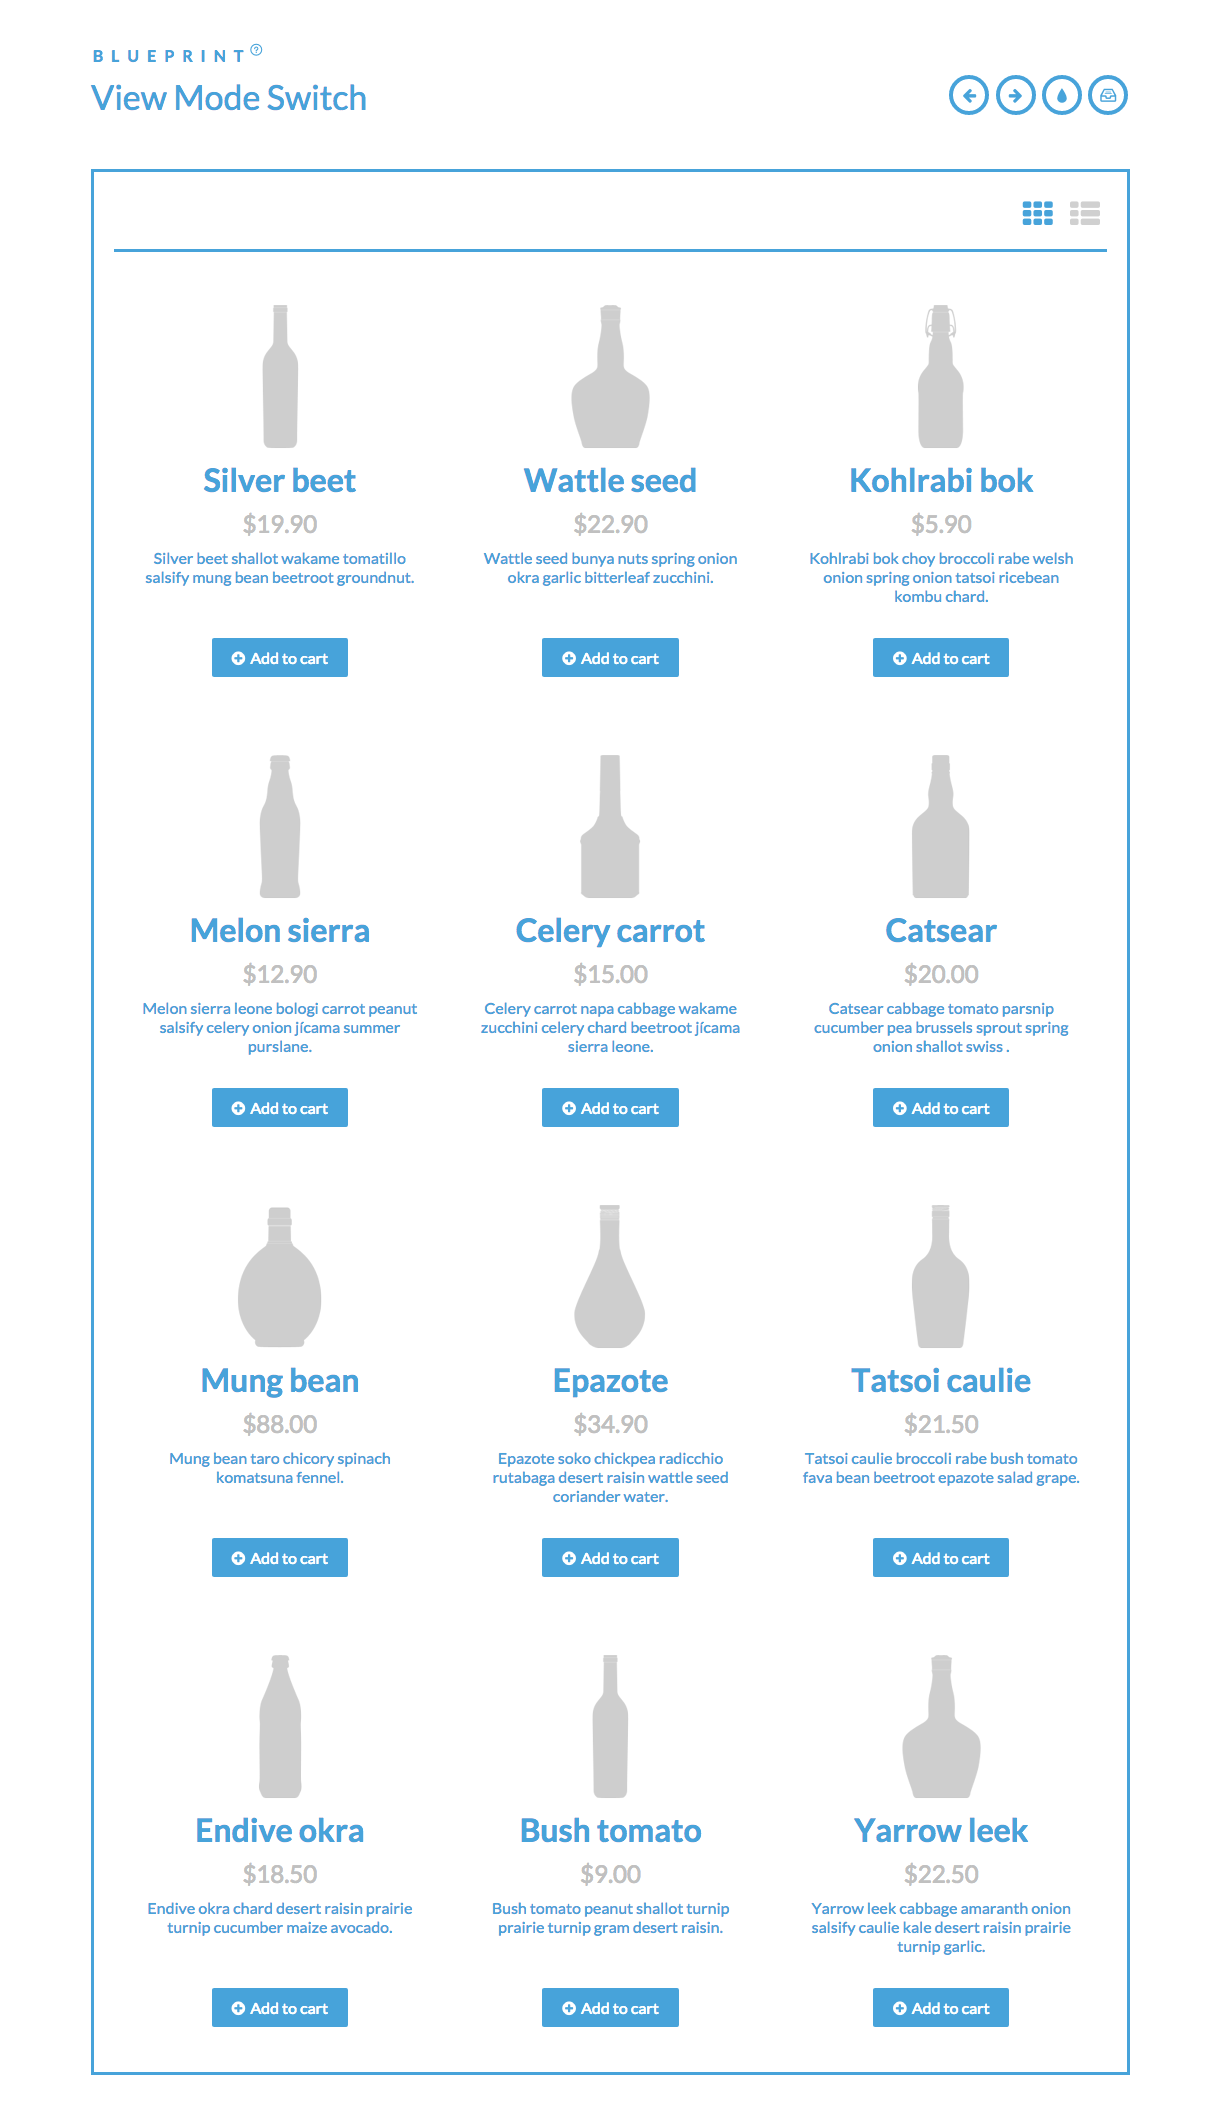 BLUEPRINT
View Mode Switch
Silver beet
$19.90
Silver beet shallot wakame tomatillo
salsify mung bean beetroot groundnut.
Add to cart
Wattle seed
$22.90
Wattle seed bunya nuts spring onion
okra garlic bitterleaf zucchini.
Add to cart
Kohlrabi bok
$5.90
Kohlrabi bok choy broccoli rabe welsh
onion spring onion tatsoi ricebean
kombu chard.
Add to cart
Melon sierra
$12.90
Melon sierra leone bologi carrot peanut
salsify celery onion jícama summer
purslane.
Add to cart
Celery carrot
$15.00
Celery carrot napa cabbage wakame
zucchini celery chard beetroot jícama
sierra leone.
Add to cart
Catsear
$20.00
Catsear cabbage tomato parsnip
cucumber pea brussels sprout spring
onion shallot swiss .
Add to cart
Mung bean
$88.00
Mung bean taro chicory spinach
komatsuna fennel.
Add to cart
Epazote
$34.90
Epazote soko chickpea radicchio
rutabaga desert raisin wattle seed
coriander water.
Add to cart
Tatsoi caulie
$21.50
Tatsoi caulie broccoli rabe bush tomato
fava bean beetroot epazote salad grape.
Add to cart
Endive okra
$18.50
Endive okra chard desert raisin prairie
turnip cucumber maize avocado.
Add to cart
Bush tomato
$9.00
Bush tomato peanut shallot turnip
prairie turnip gram desert raisin.
Add to cart
Yarrow leek
$22.50
Yarrow leek cabbage amaranth onion
salsify caulie kale desert raisin prairie
turnip garlic.
Add to cart